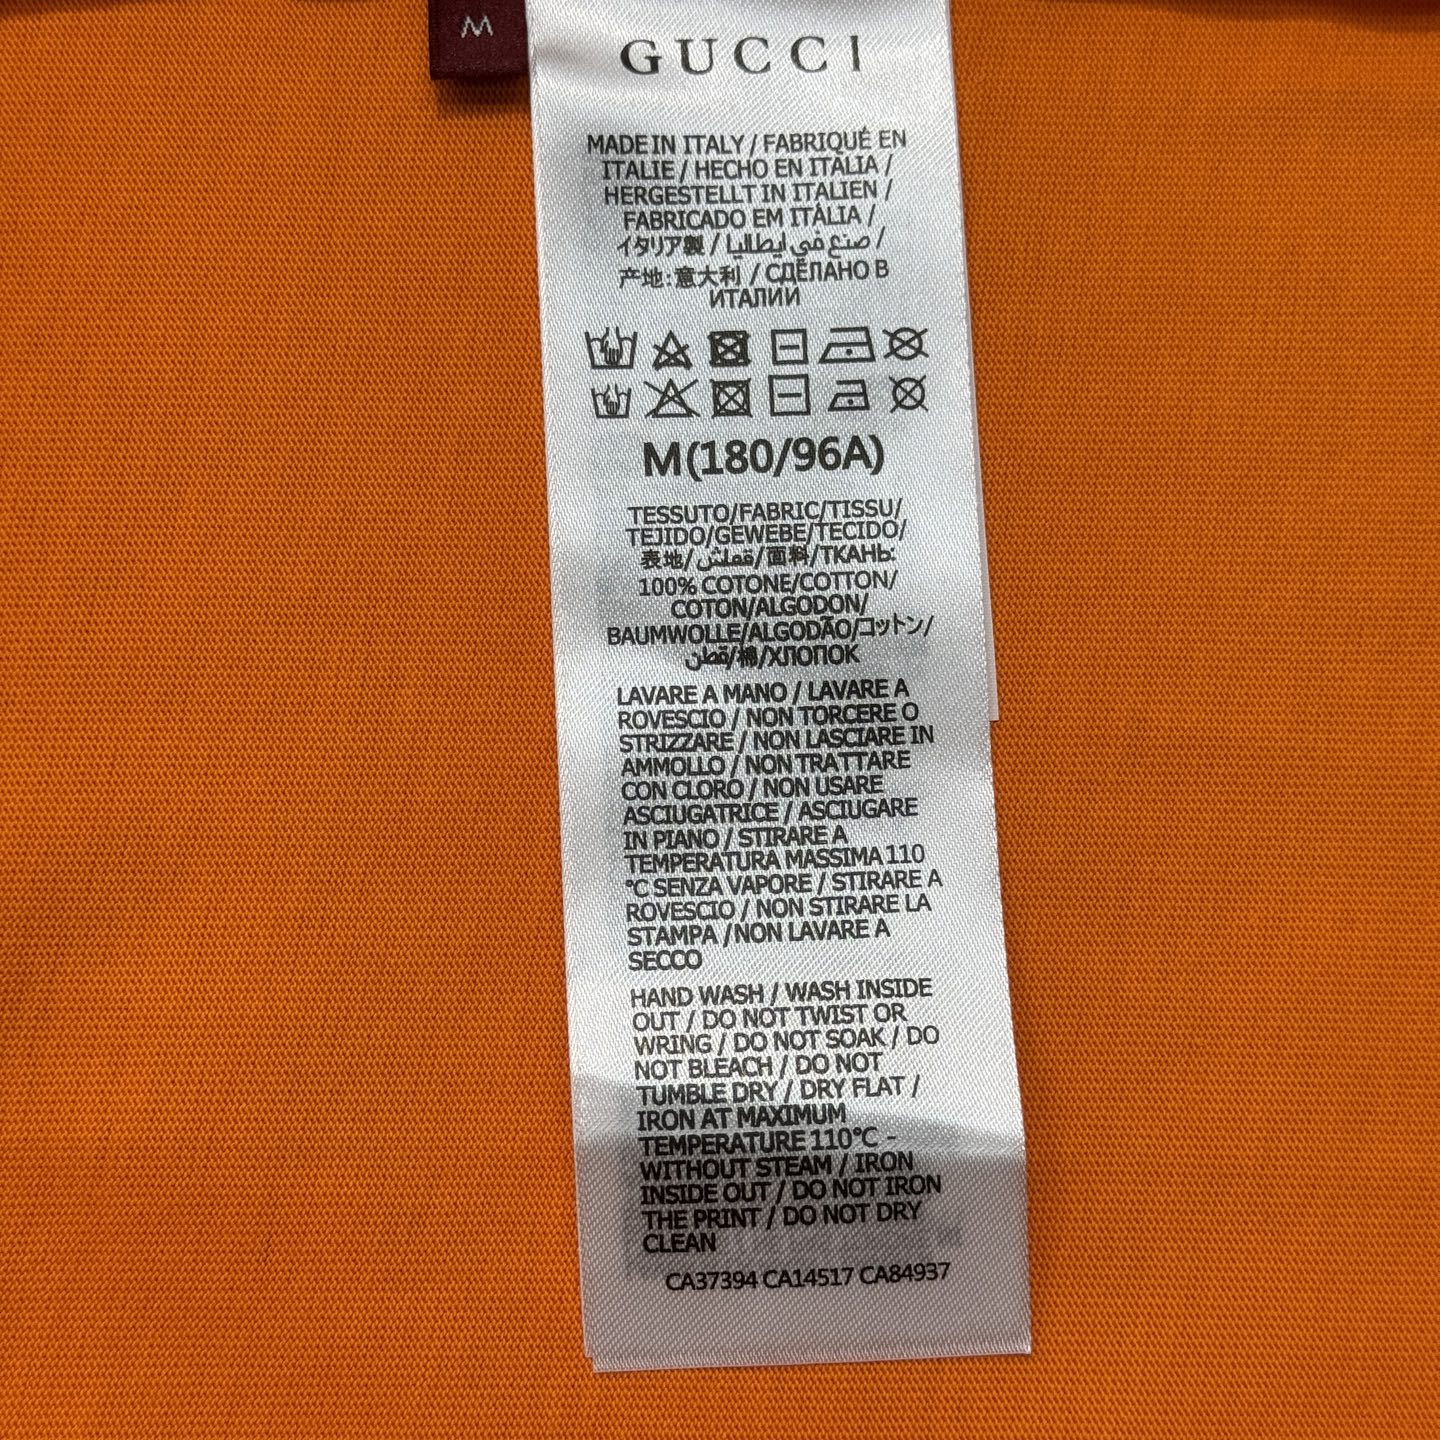 M
GUCCI
MADE IN ITALY / FABRIQUÉ EN
ITALIE / HECHO EN ITALIA /
HERGESTELLT IN ITALIEN /
FABRICADO EM ITÁLIA /
イタリア製 / صنع في ايطاليا /
产地:意大利 / СДЕЛАНО В
ИТАЛИИ
M(180/96A)
TESSUTO/FABRIC/TISSU/
TEJIDO/GEWEBE/TECIDO/
表地/قماش/面料/ТКАНЬ:
100% COTONE/COTTON/
COTON/ALGODON/
BAUMWOLLE/ALGODÃO/コットン/
قطن/棉/ХЛОПОК
LAVARE A MANO / LAVARE A
ROVESCIO / NON TORCERE O
STRIZZARE / NON LASCIARE IN
AMMOLLO / NON TRATTARE
CON CLORO / NON USARE
ASCIUGATRICE / ASCIUGARE
IN PIANO / STIRARE A
TEMPERATURA MASSIMA 110
°C SENZA VAPORE / STIRARE A
ROVESCIO / NON STIRARE LA
STAMPA /NON LAVARE A
SECCO
HAND WASH / WASH INSIDE
OUT / DO NOT TWIST OR
WRING / DO NOT SOAK / DO
NOT BLEACH / DO NOT
TUMBLE DRY / DRY FLAT /
IRON AT MAXIMUM
TEMPERATURE 110°C -
WITHOUT STEAM / IRON
INSIDE OUT / DO NOT IRON
THE PRINT / DO NOT DRY
CLEAN
CA37394 CA14517 CA84937